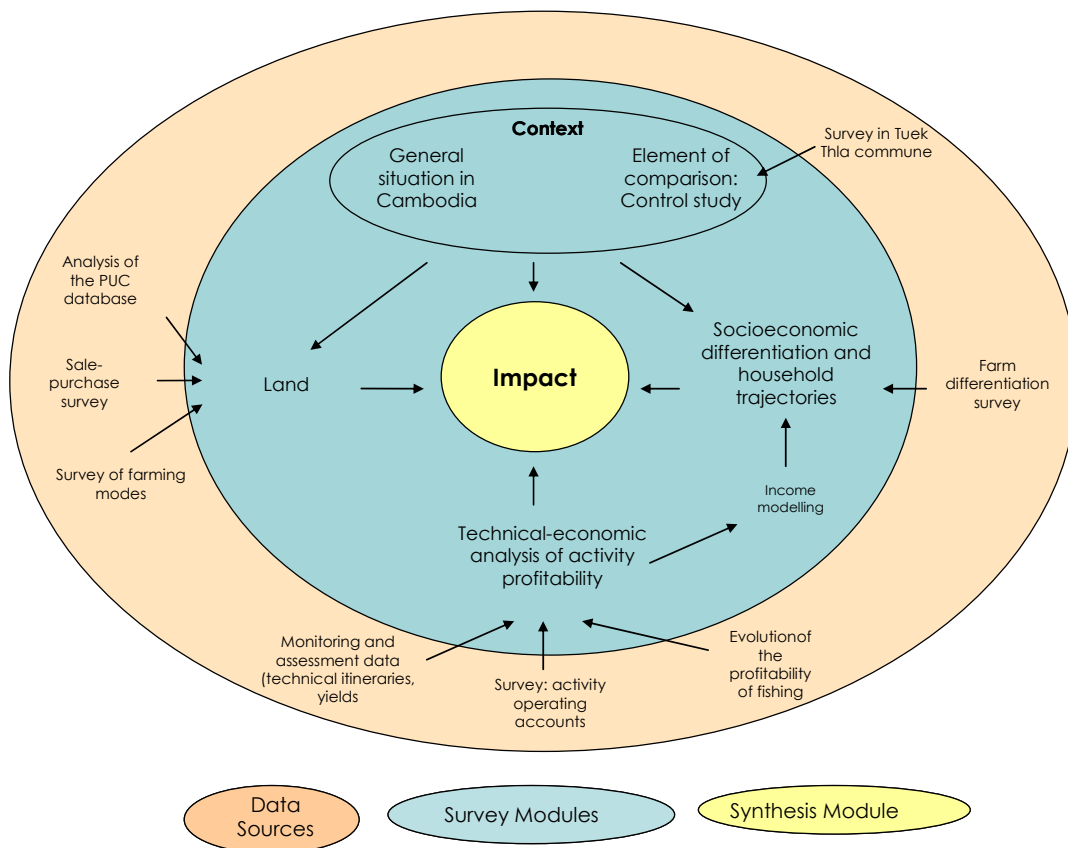 Context
General
situation in
Cambodia
Element of
comparison:
Control study
Survey in Tuek
Thla commune
Analysis of
the PUC
database
Sale-
purchase
survey
Survey of farming
modes
Land
Impact
Socioeconomic
differentiation and
household
trajectories
Farm
differentiation
survey
Income
modelling
Technical-economic
analysis of activity
profitability
Monitoring and
assessment data
(technical itineraries,
yields
Survey: activity
operating
accounts
Evolutionof
the
profitability
of fishing
Data
Sources
Survey Modules
Synthesis Module